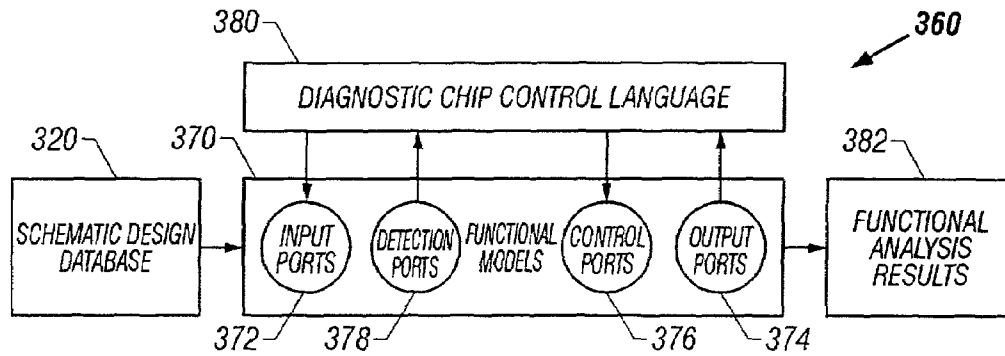 380
360
DIAGNOSTIC CHIP CONTROL LANGUAGE
320
370
382
SCHEMATIC DESIGN
DATABASE
INPUT
PORTS
DETECTION
PORTS
FUNCTIONAL
MODELS
CONTROL
PORTS
OUTPUT
PORTS
FUNCTIONAL
ANALYSIS
RESULTS
372
378
376
374